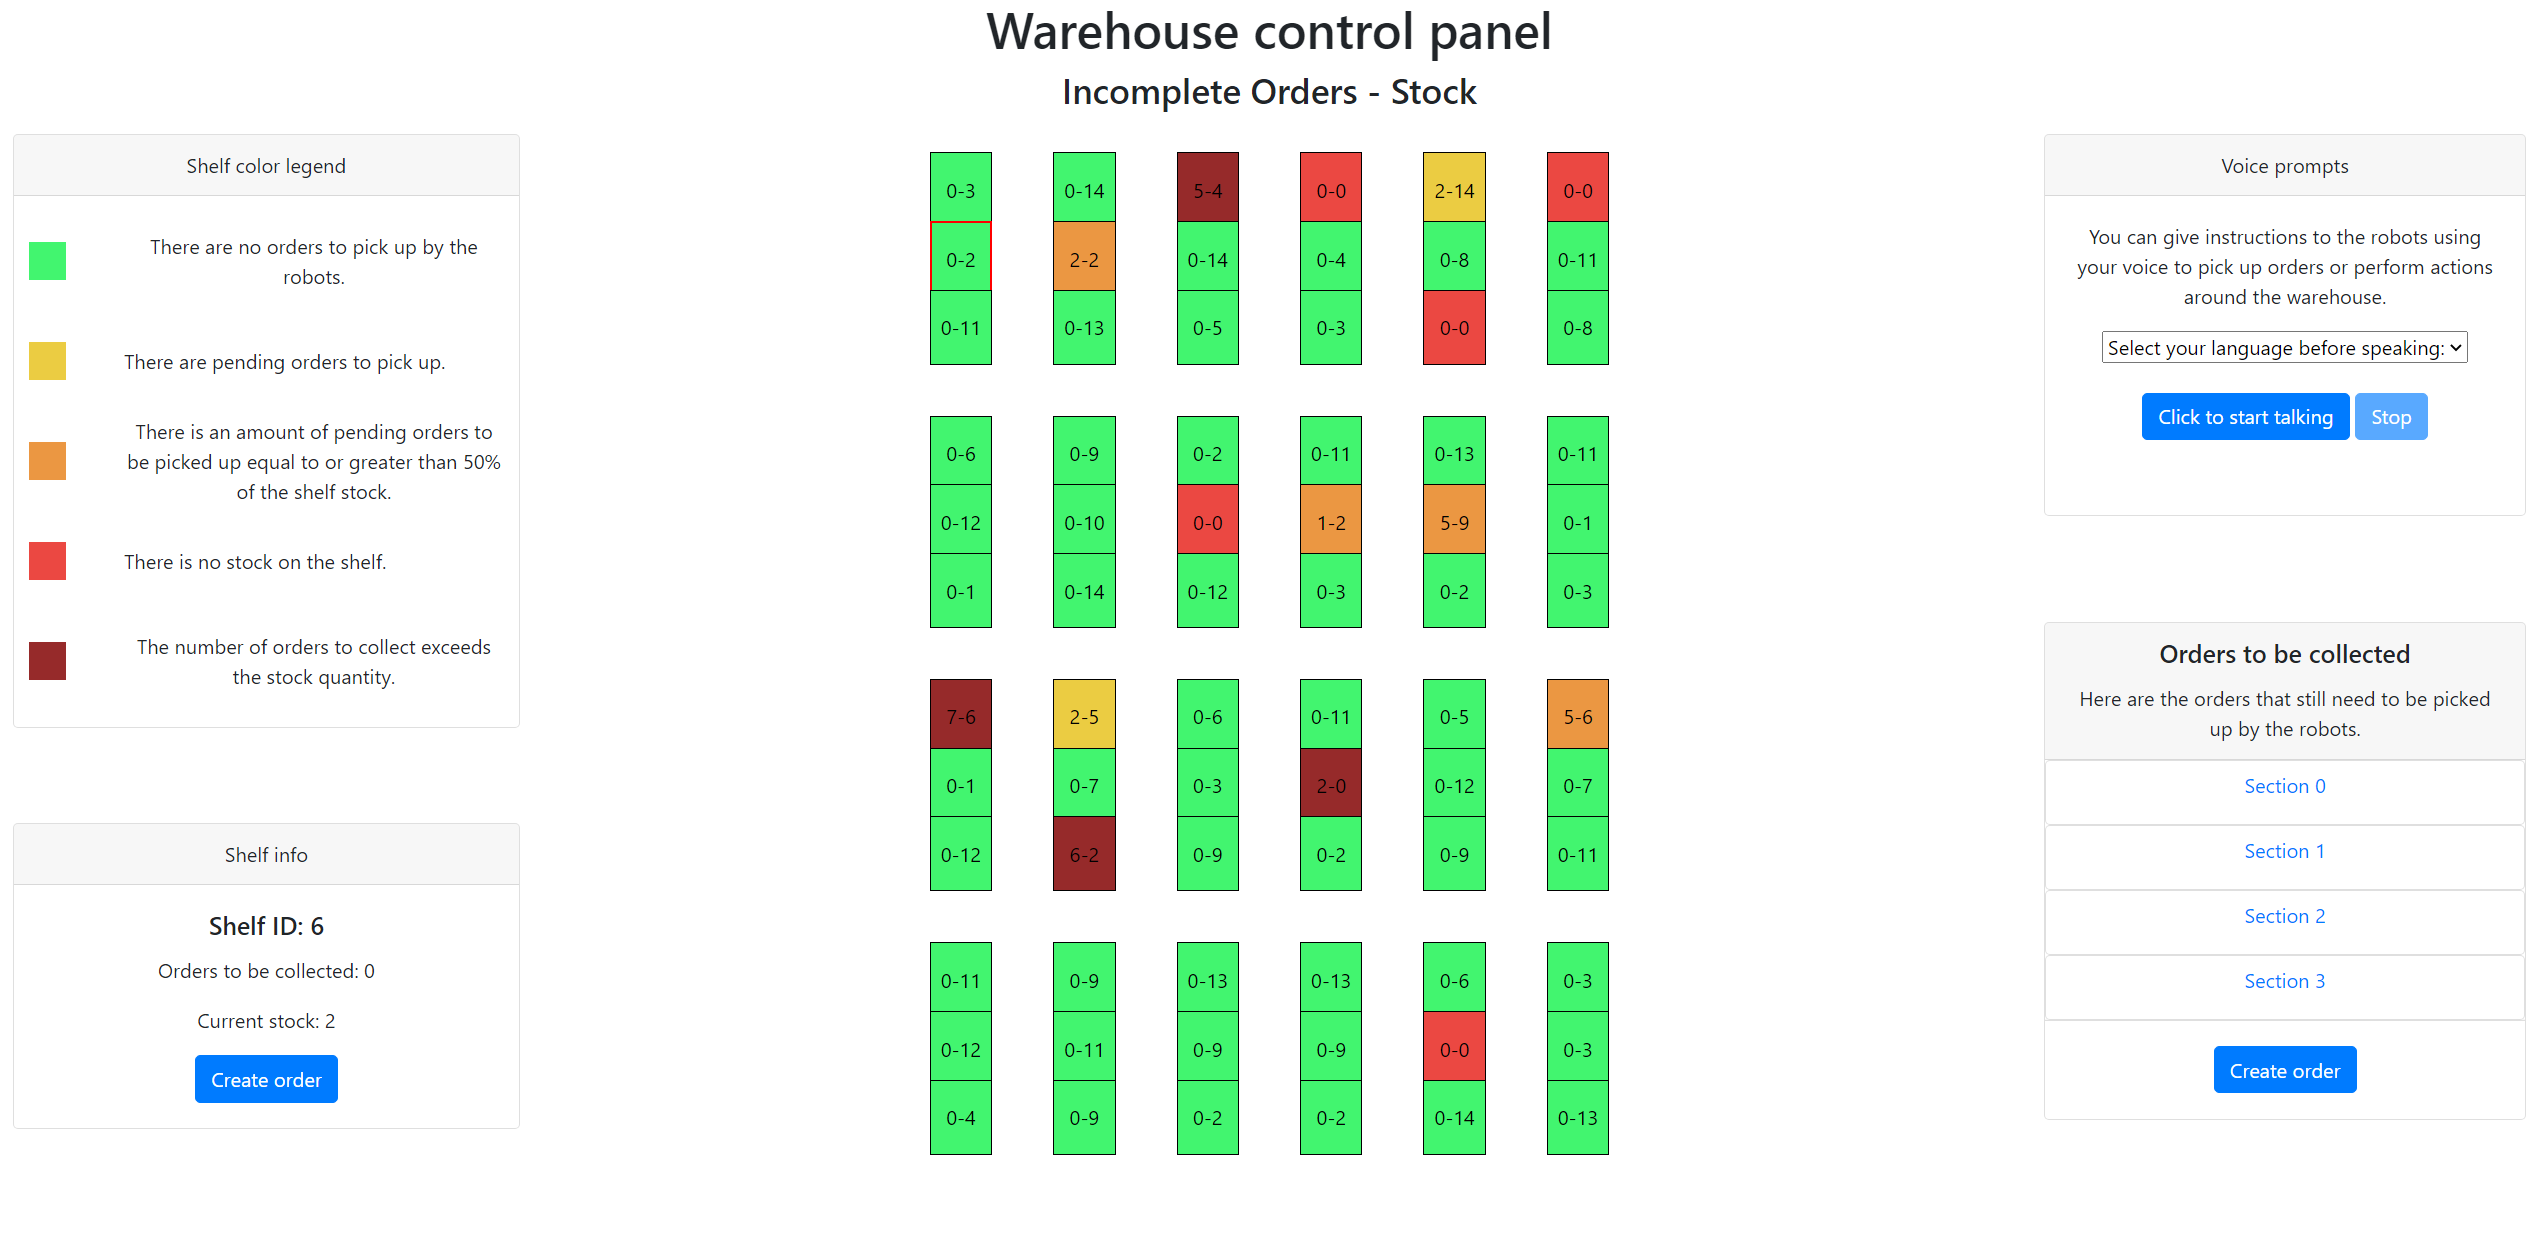 Warehouse control panel
Incomplete Orders - Stock
Shelf color legend
There are no orders to pick up by the
robots.
There are pending orders to pick up.
There is an amount of pending orders to
be picked up equal to or greater than 50%
of the shelf stock.
There is no stock on the shelf.
The number of orders to collect exceeds
the stock quantity.
Shelf info
Shelf ID: 6
Orders to be collected: 0
Current stock: 2
Create order
0-3 0-14 5-4 0-0 2-14 0-0
0-2 2-2 0-14 0-4 0-8 0-11
0-11 0-13 0-5 0-3 0-0 0-8
0-6 0-9 0-2 0-11 0-13 0-11
0-12 0-10 0-0 1-2 5-9 0-1
0-1 0-14 0-12 0-3 0-2 0-3
7-6 2-5 0-6 0-11 0-5 5-6
0-1 0-7 0-3 2-0 0-12 0-7
0-12 6-2 0-9 0-2 0-9 0-11
0-11 0-9 0-13 0-13 0-6 0-3
0-12 0-11 0-9 0-9 0-0 0-3
0-4 0-9 0-2 0-2 0-14 0-13
Voice prompts
You can give instructions to the robots using
your voice to pick up orders or perform actions
around the warehouse.
Select your language before speaking:
Click to start talking Stop
Orders to be collected
Here are the orders that still need to be picked
up by the robots.
Section 0
Section 1
Section 2
Section 3
Create order